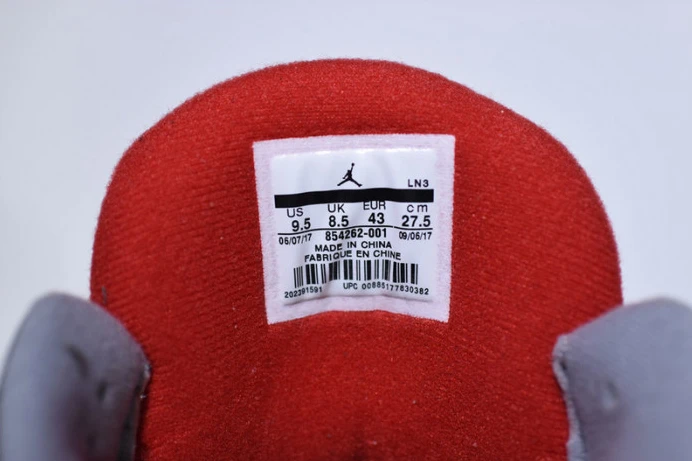 LN3
US UK EUR cm
9.5 8.5 43 27.5
06/07/17 854262-001 09/06/17
MADE IN CHINA
FABRIQUE EN CHINE
202391591 UPC 00885177830382